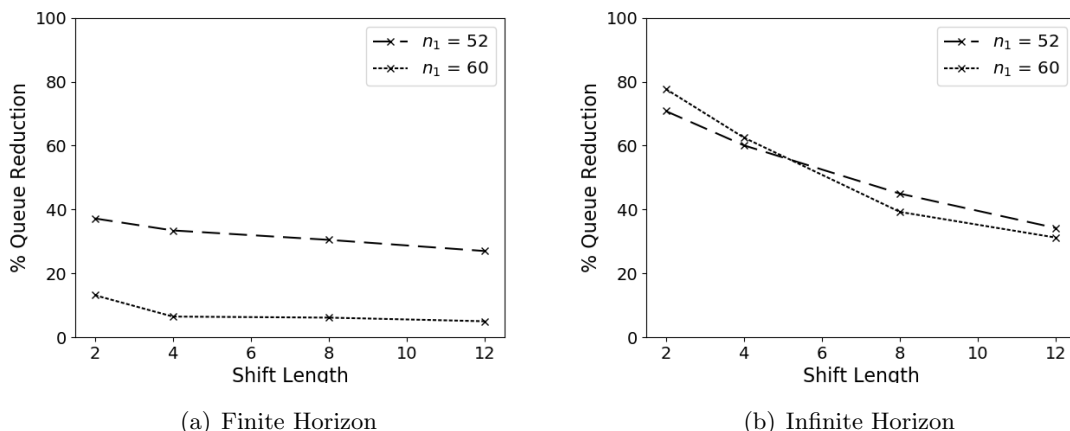 100
80
60
40
20
0
% Queue Reduction
2 4 6 8 10 12
Shift Length
n₁ = 52
n₁ = 60
(a) Finite Horizon
100
80
60
40
20
0
% Queue Reduction
2 4 6 8 10 12
Shift Length
n₁ = 52
n₁ = 60
(b) Infinite Horizon